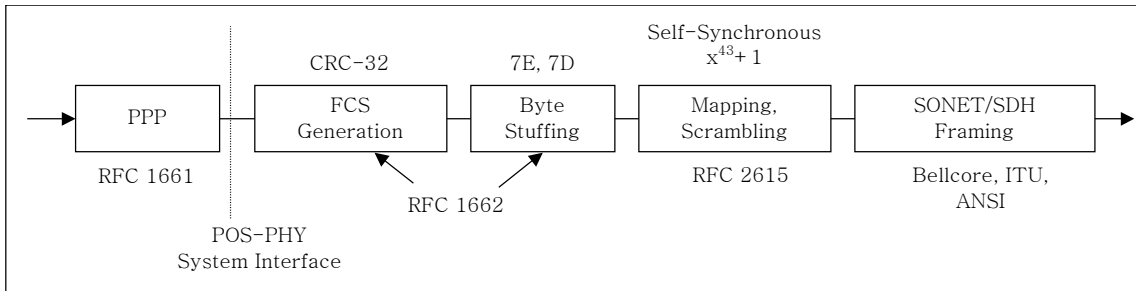 Self-Synchronous
x⁴³+ 1
CRC-32
7E, 7D
PPP
FCS
Generation
Byte
Stuffing
Mapping,
Scrambling
SONET/SDH
Framing
RFC 1661
RFC 1662
RFC 2615
Bellcore, ITU,
ANSI
POS-PHY
System Interface